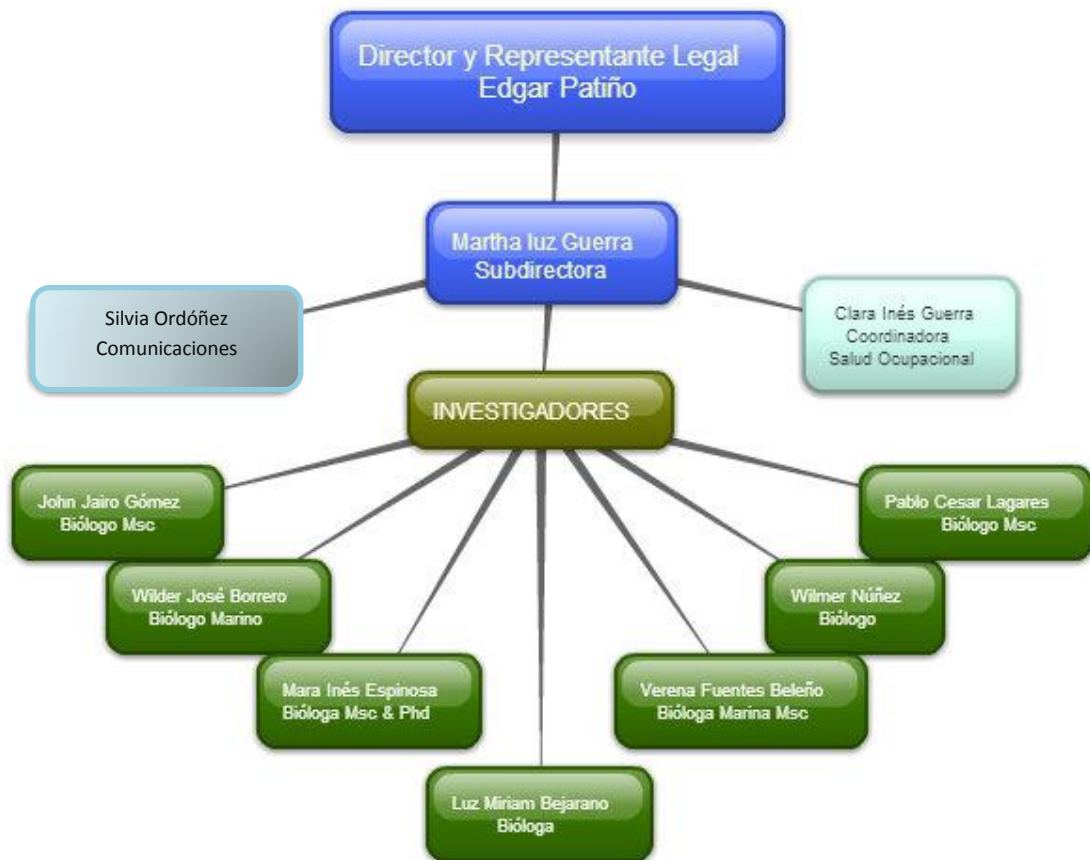 Director y Representante Legal
Edgar Patiño
Martha luz Guerra
Subdirectora
Silvia Ordóñez
Comunicaciones
Clara Inés Guerra
Coordinadora
Salud Ocupacional
INVESTIGADORES
John Jairo Gómez
Biólogo Msc
Pablo Cesar Lagares
Biólogo Msc
Wilder José Borrero
Biólogo Marino
Wilmer Núñez
Biólogo
Mara Inés Espinosa
Bióloga Msc & Phd
Verena Fuentes Beleño
Bióloga Marina Msc
Luz Miriam Bejarano
Bióloga